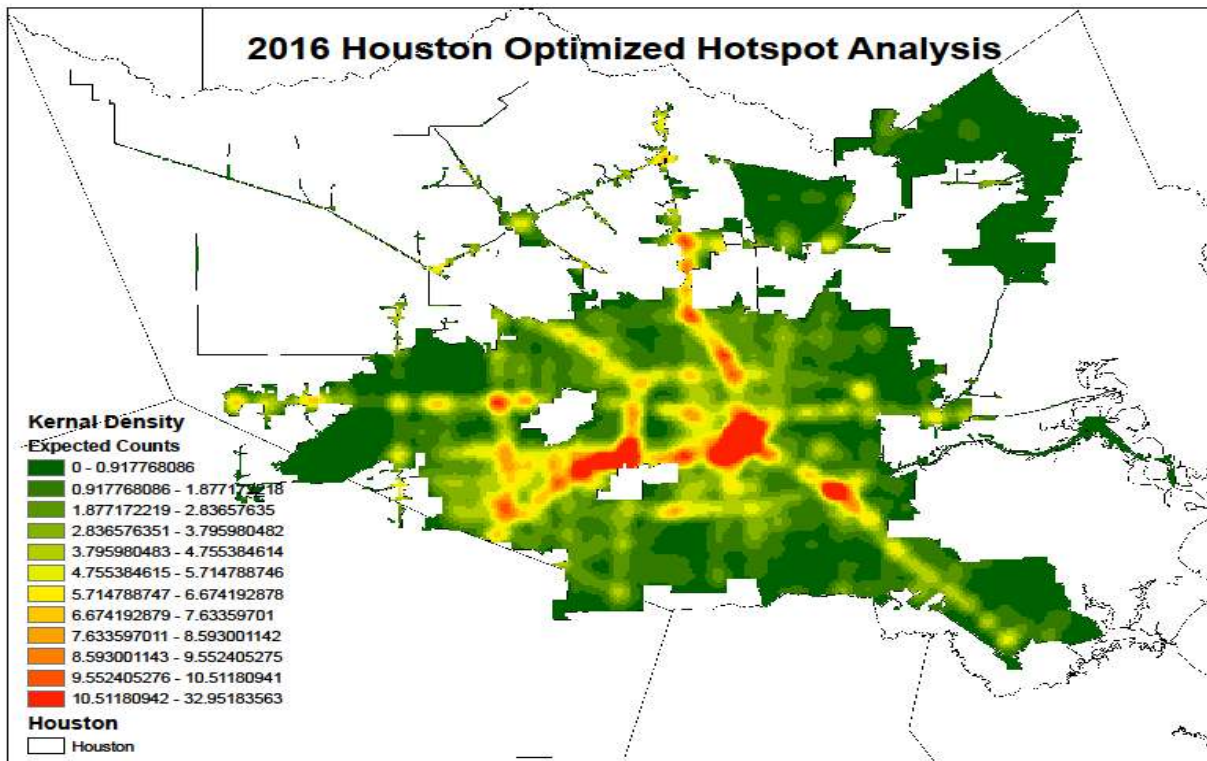 2016 Houston Optimized Hotspot Analysis
Kernal Density
Expected Counts
0 - 0.917768086
0.917768086 - 1.877172218
1.877172219 - 2.83657635
2.836576351 - 3.795980482
3.795980483 - 4.755384614
4.755384615 - 5.714788746
5.714788747 - 6.674192878
6.674192879 - 7.63359701
7.633597011 - 8.593001142
8.593001143 - 9.552405275
9.552405276 - 10.51180941
10.51180942 - 32.95183563
Houston
Houston